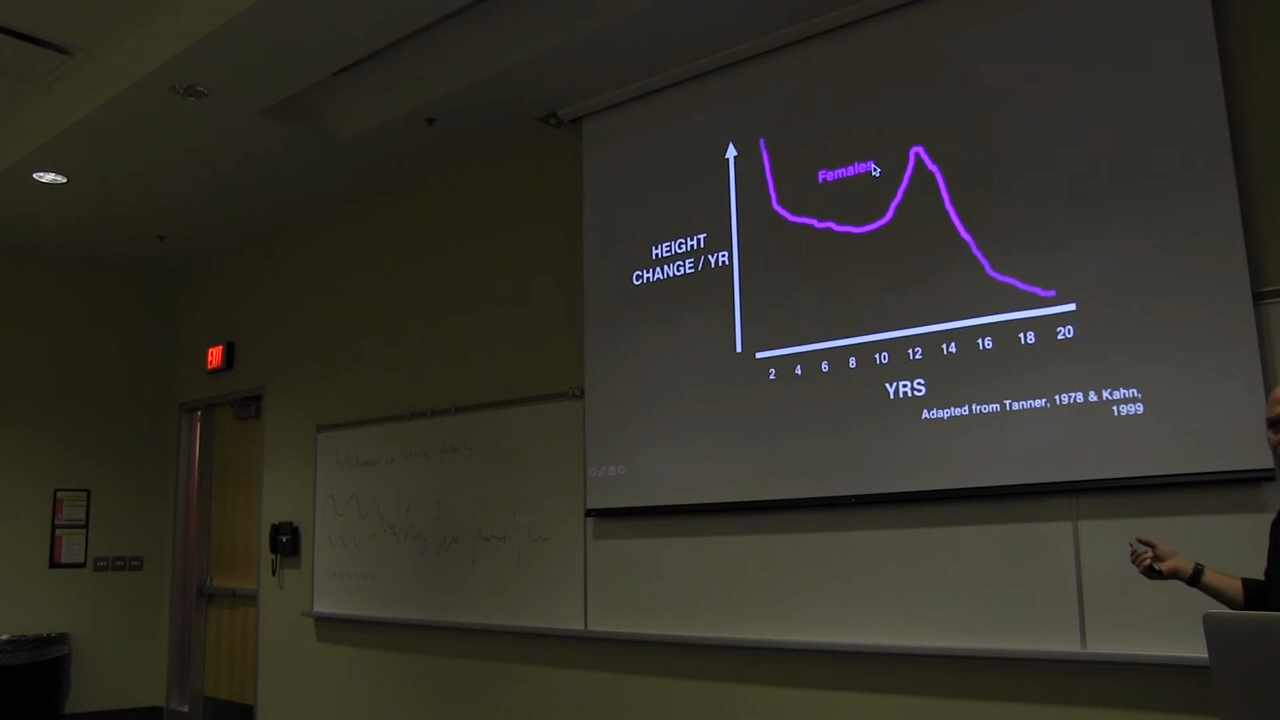 EXIT
Females
HEIGHT
CHANGE / YR
2 4 6 8 10 12 14 16 18 20
YRS
Adapted from Tanner, 1978 & Kahn,
1999